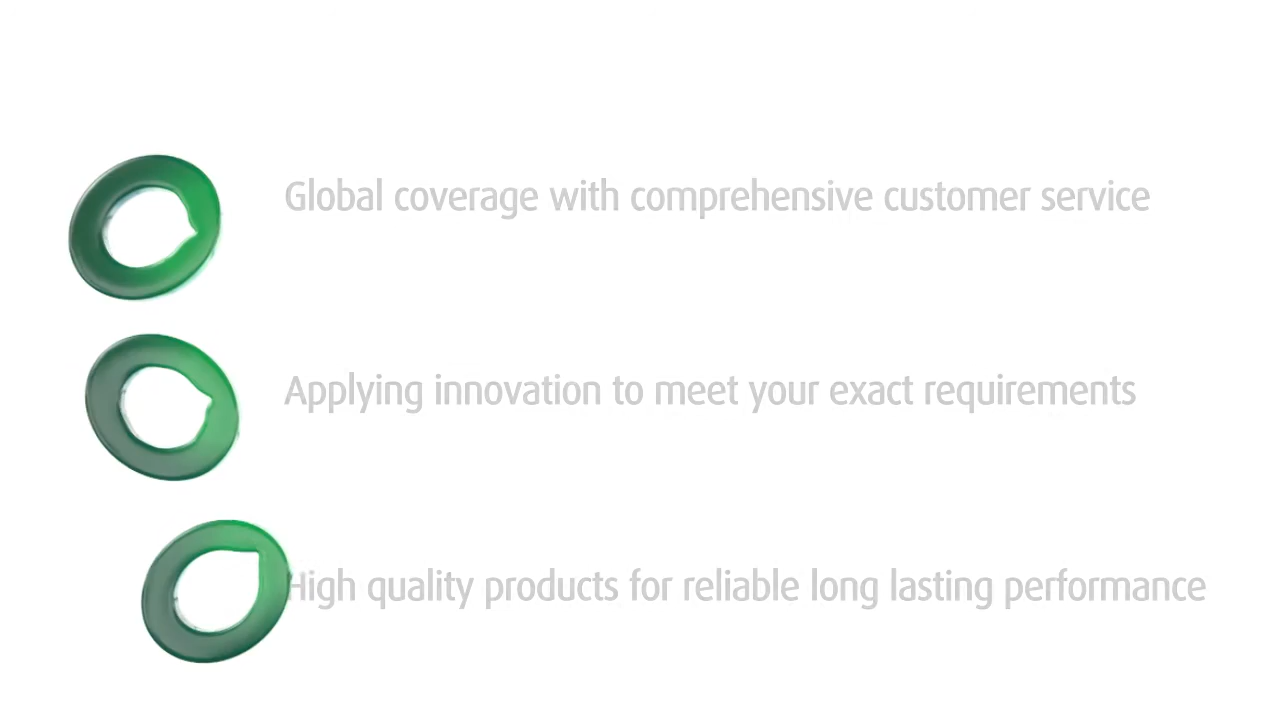 Global coverage with comprehensive customer service
Applying innovation to meet your exact requirements
High quality products for reliable long lasting performance